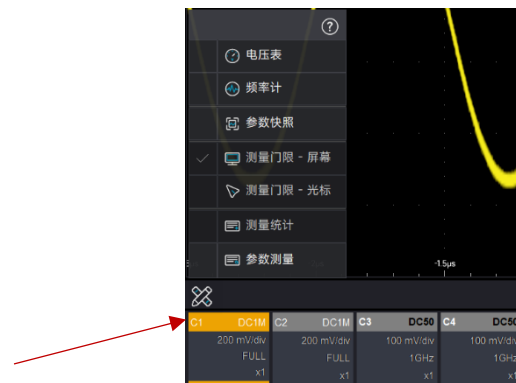 ?
电压表
频率计
参数快照
测量门限 - 屏幕
测量门限 - 光标
测量统计
参数测量
-1.5μs
C1 DC1M C2 DC1M C3 DC50 C4 DC50
200 mV/div 200 mV/div 100 mV/div 100 mV/div
FULL FULL 1GHz 1GHz
x1 x1 x1 x1